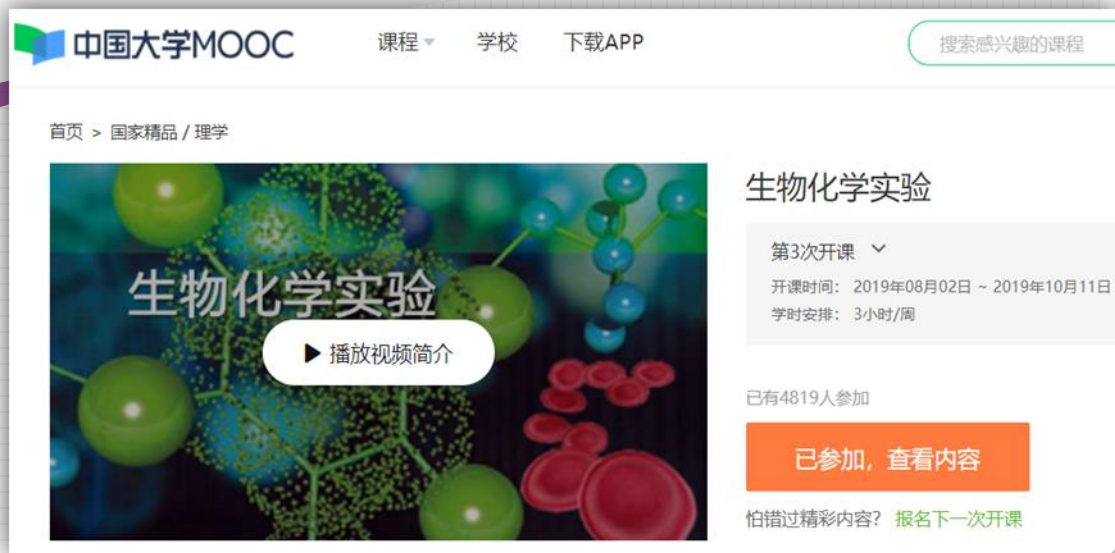 中国大学MOOC 课程 学校 下载APP 搜索感兴趣的课程
首页 > 国家精品 / 理学
生物化学实验
播放视频简介
生物化学实验
第3次开课
开课时间： 2019年08月02日 ~ 2019年10月11日
学时安排： 3小时/周
已有4819人参加
已参加，查看内容
怕错过精彩内容？ 报名下一次开课